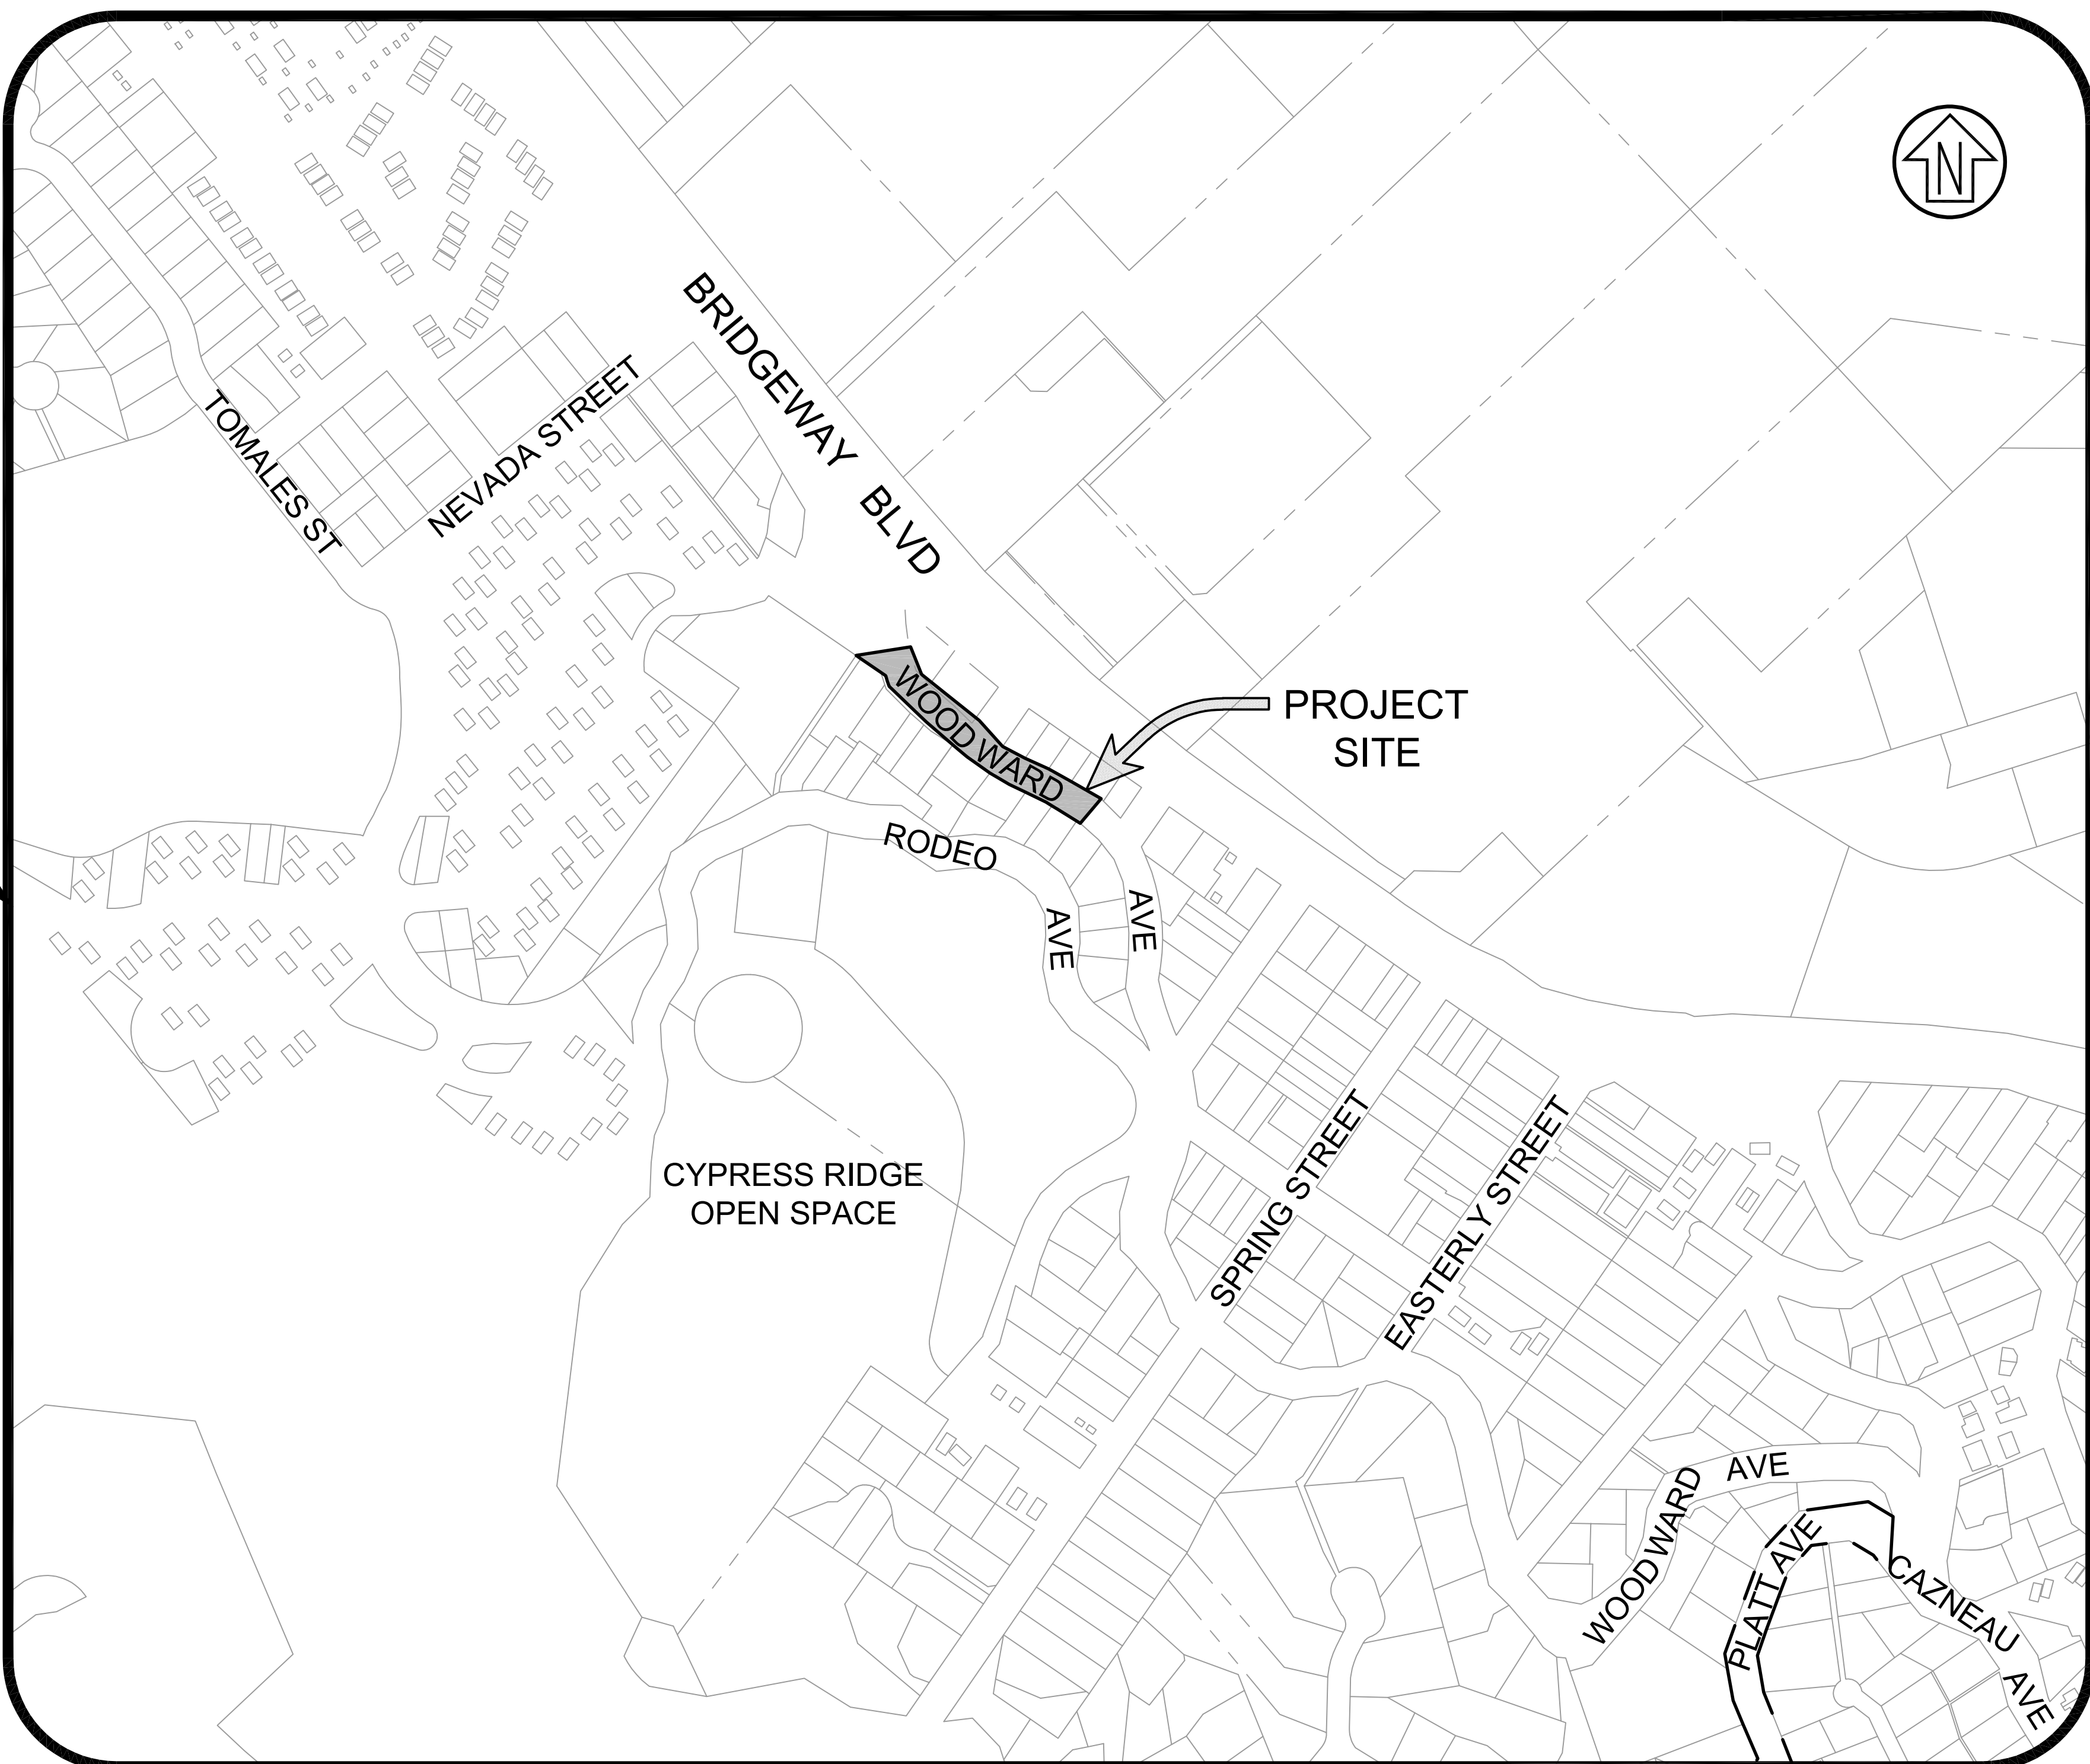 N
BRIDGEWAY BLVD
NEVADA STREET
TOMALES ST
WOODWARD
AVE
PROJECT
SITE
RODEO
AVE
CYPRESS RIDGE
OPEN SPACE
SPRING STREET
EASTERLY STREET
WOODWARD AVE
PLATT AVE
CAZNEAU AVE